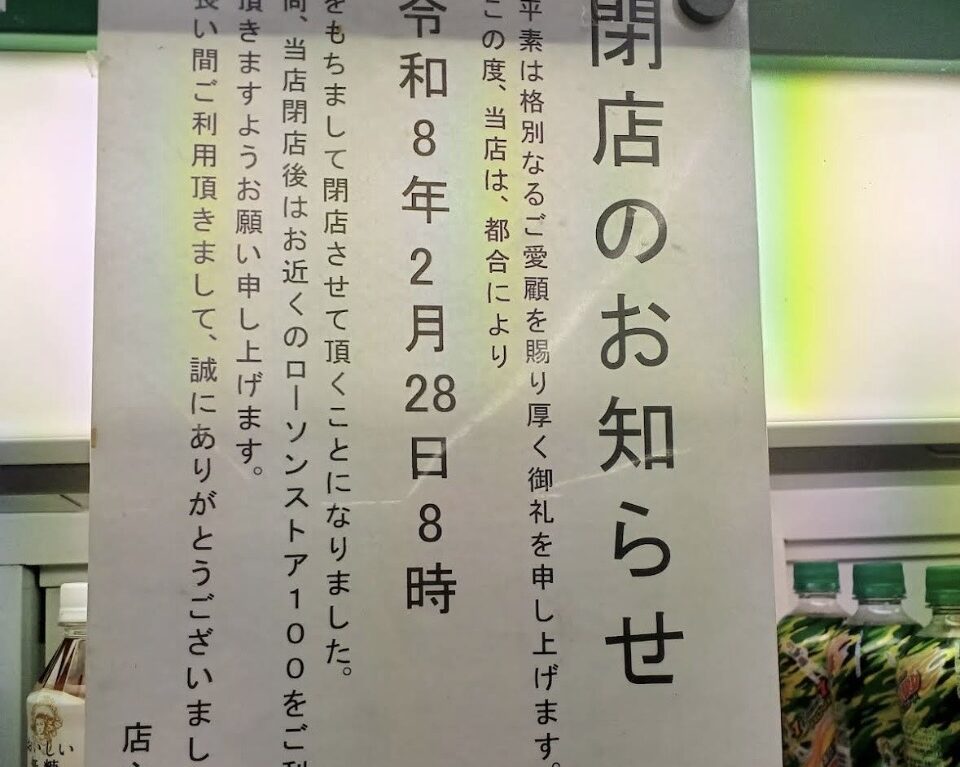 閉店のお知らせ
平素は格別なるご愛顧を賜り厚く御礼を申し上げます。
この度、当店は、都合により
令和8年2月28日8時
をもちまして閉店させて頂くことになりました。
尚、当店閉店後はお近くのローソンストア100をご利
頂きますようお願い申し上げます。
長い間ご利用頂きまして、誠にありがとうございまし
店
おいしい